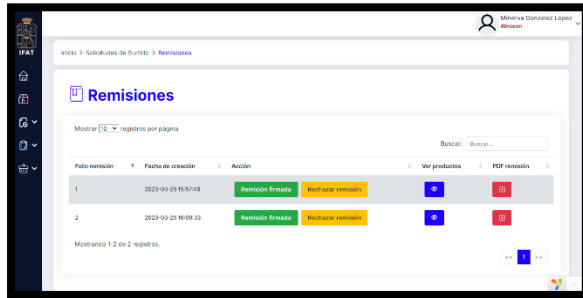 Minerva Gonzalez Lopez
Almacen
IFAT
Inicio > Solicitudes de Surtido > Remisiones
Remisiones
Mostrar 10 registros por página
Buscar: Buscar...
Folio remisión Fecha de creación Acción Ver productos PDF remisión
1 2023-03-25 15:57:48 Remisión firmada Rechazar remisión
2 2023-03-25 16:09:33 Remisión firmada Rechazar remisión
Mostrando 1-2 de 2 registros.
<< 1 >>